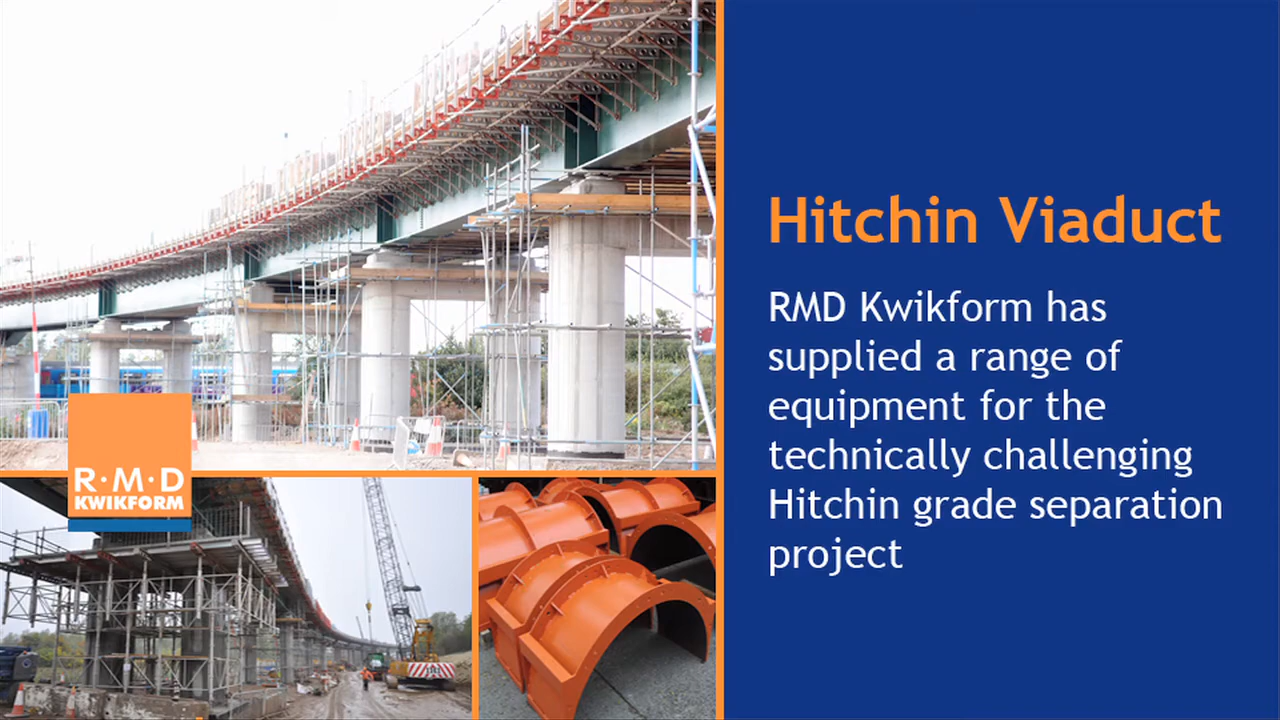 Hitchin Viaduct
RMD Kwikform has
supplied a range of
equipment for the
technically challenging
Hitchin grade separation
project
R·M·D
KWIKFORM